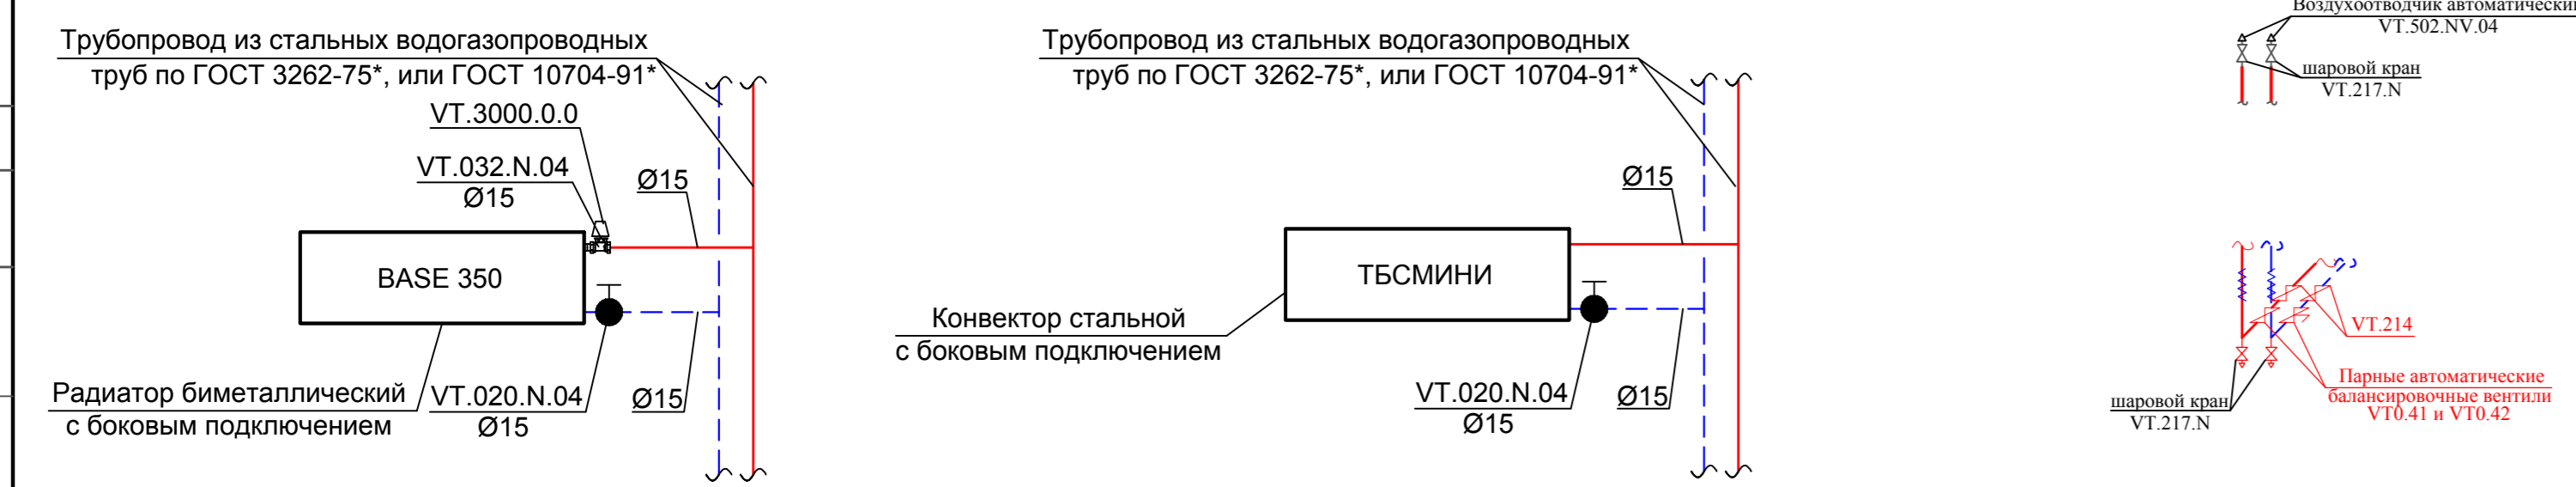 Трубопровод из стальных водогазопроводных
труб по ГОСТ 3262-75*, или ГОСТ 10704-91*
VT.3000.0.0
VT.032.N.04
Ø15
Ø15
BASE 350
Радиатор биметаллический
с боковым подключением
VT.020.N.04
Ø15
Ø15
Трубопровод из стальных водогазопроводных
труб по ГОСТ 3262-75*, или ГОСТ 10704-91*
Ø15
ТБСМИНИ
Конвектор стальной
с боковым подключением
VT.020.N.04
Ø15
Ø15
Воздухоотводчик автоматический
VT.502.NV.04
шаровой кран
VT.217.N
VT.214
Парные автоматические
балансировочные вентили
VT0.41 и VT0.42
шаровой кран
VT.217.N